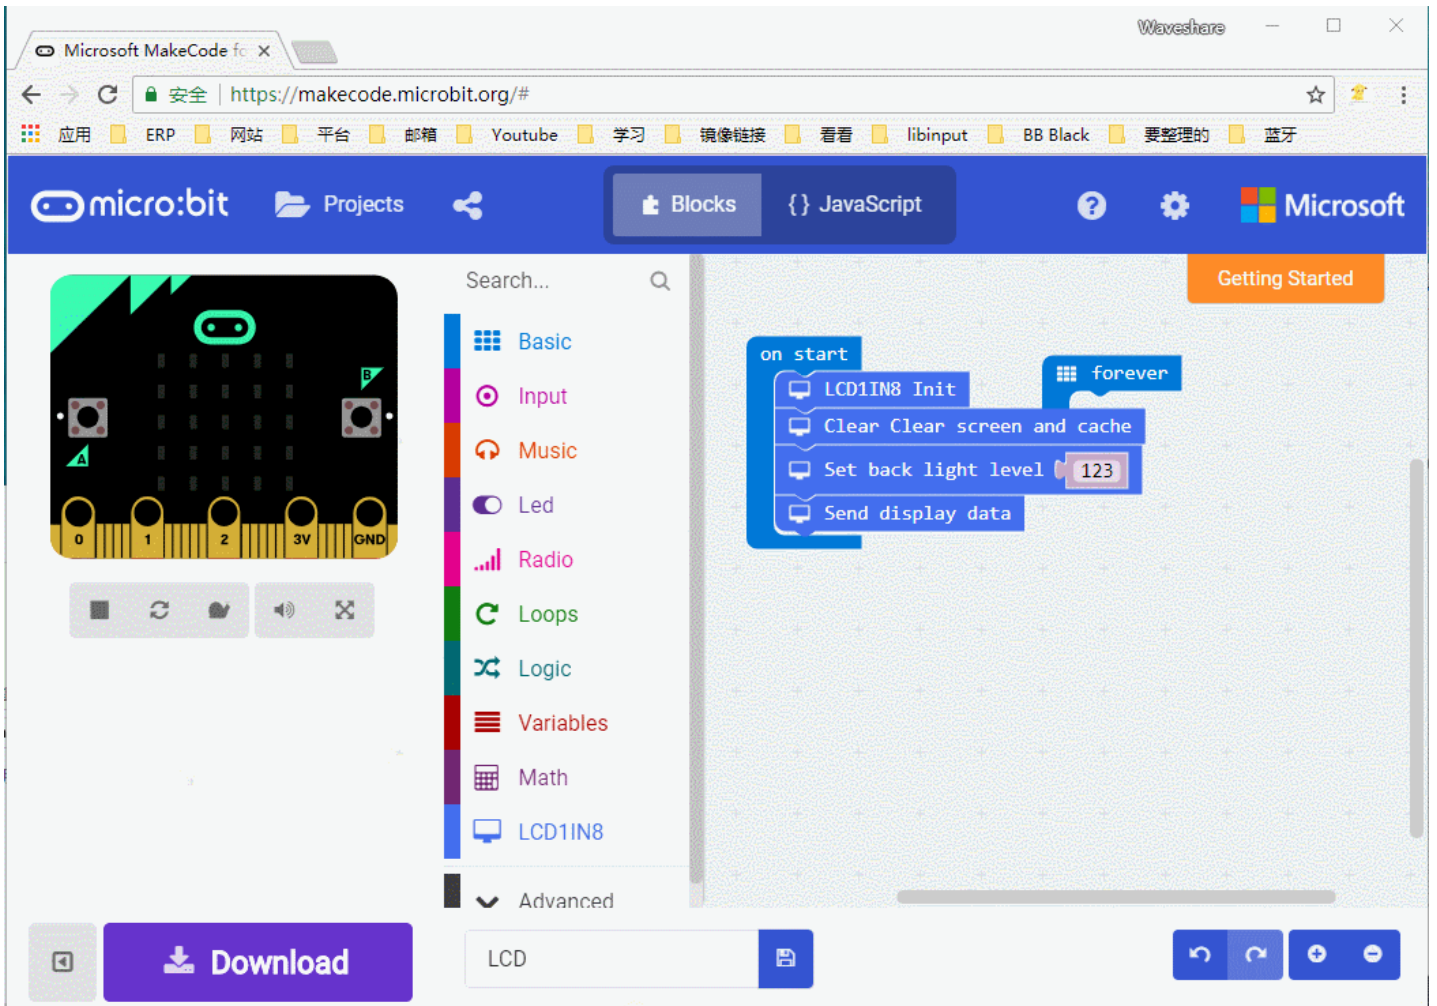 Waveshare
Microsoft MakeCode fo
安全 https://makecode.microbit.org/#
应用 ERP 网站 平台 邮箱 Youtube 学习 镜像链接 看看 libinput BB Black 要整理的 蓝牙
micro:bit Projects Blocks {} JavaScript ? Microsoft
Search...
Getting Started
Basic
Input
Music
Led
Radio
Loops
Logic
Variables
Math
LCD1IN8
Advanced
B
A
0 1 2 3V GND
on start
LCD1IN8 Init
Clear Clear screen and cache
Set back light level 123
Send display data
forever
Download
LCD